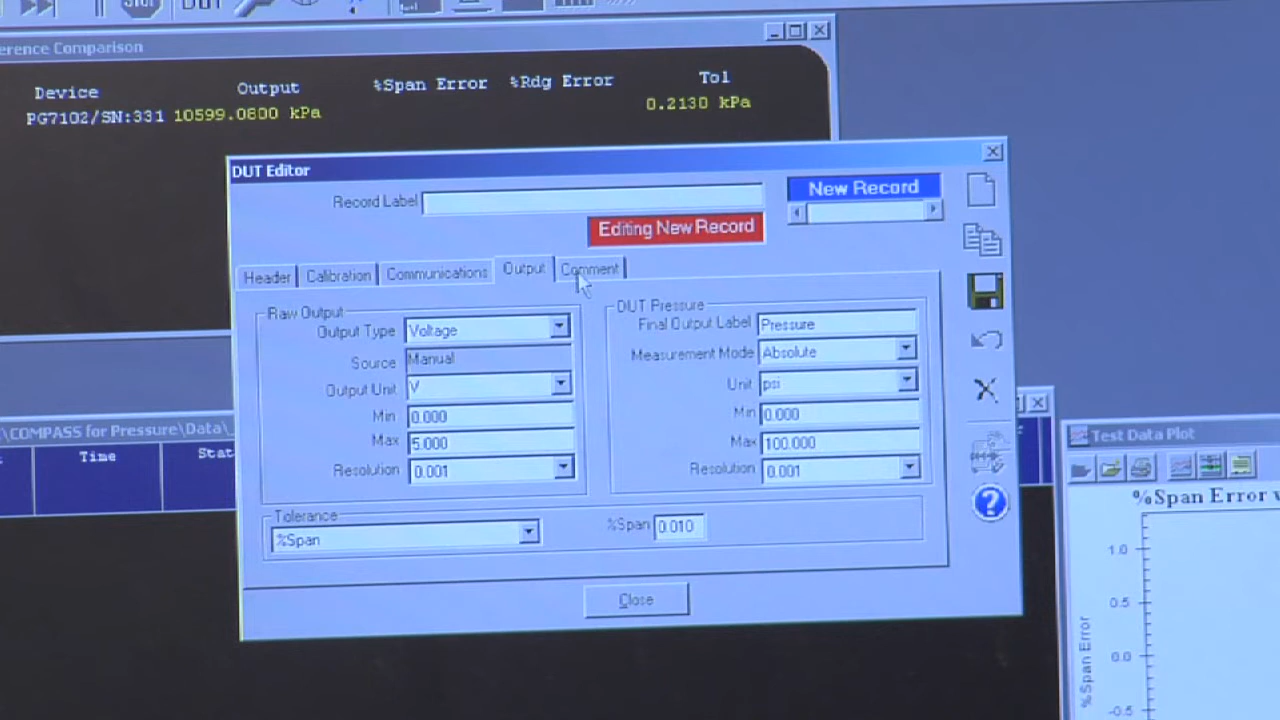 STOP DUT
erence Comparison
Device Output %Span Error %Rdg Error Tol
PG7102/SN:331 10599.0800 kPa 0.2130 kPa
DUT Editor
Record Label
New Record
Editing New Record
Header Calibration Communications Output Comment
Raw Output
Output Type Voltage
Source Manual
Output Unit V
Min 0.000
Max 5.000
Resolution 0.001
DUT Pressure
Final Output Label Pressure
Measurement Mode Absolute
Unit psi
Min 0.000
Max 100.000
Resolution 0.001
Tolerance
%Span
%Span 0.010
Close
\COMPASS for Pressure\Data\_
Time Stat
Test Data Plot
%Span Error v
1.0
0.5
0.0
-0.5
%Span Error